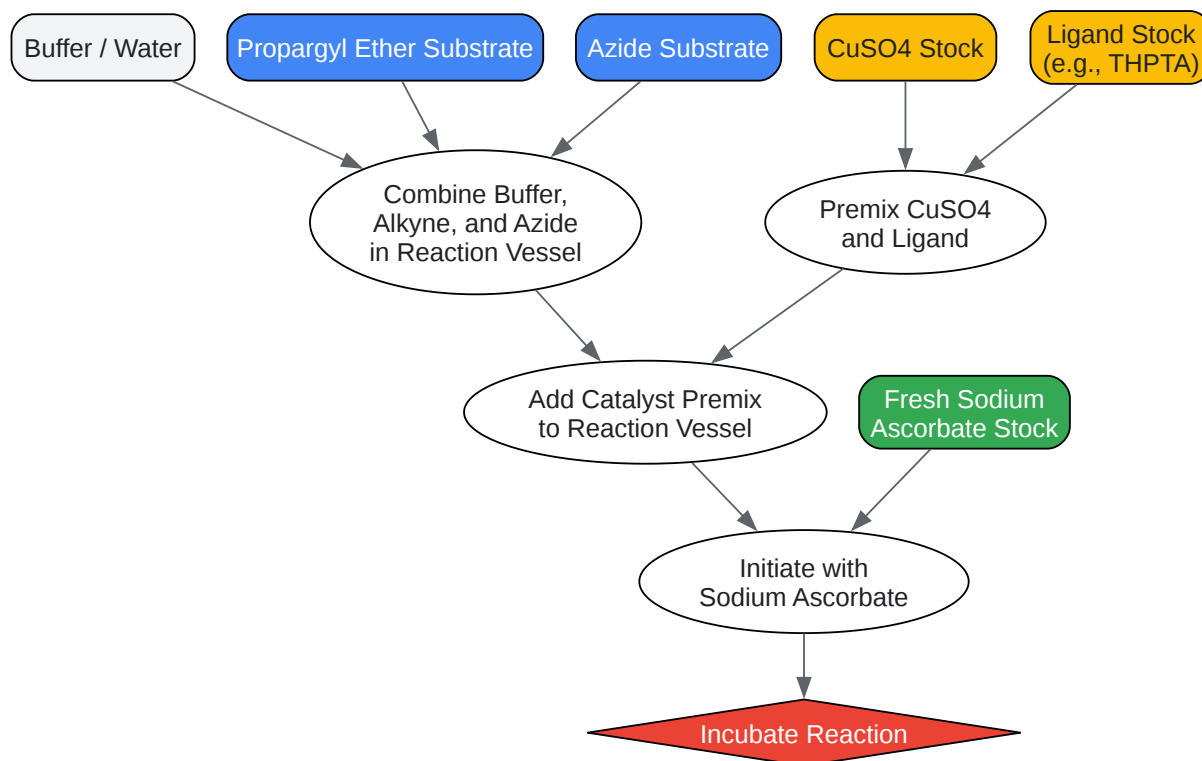 Buffer / Water
Propargyl Ether Substrate
Azide Substrate
CuSO4 Stock
Ligand Stock
(e.g., THPTA)
Combine Buffer,
Alkyne, and Azide
in Reaction Vessel
Premix CuSO4
and Ligand
Add Catalyst Premix
to Reaction Vessel
Fresh Sodium
Ascorbate Stock
Initiate with
Sodium Ascorbate
Incubate Reaction